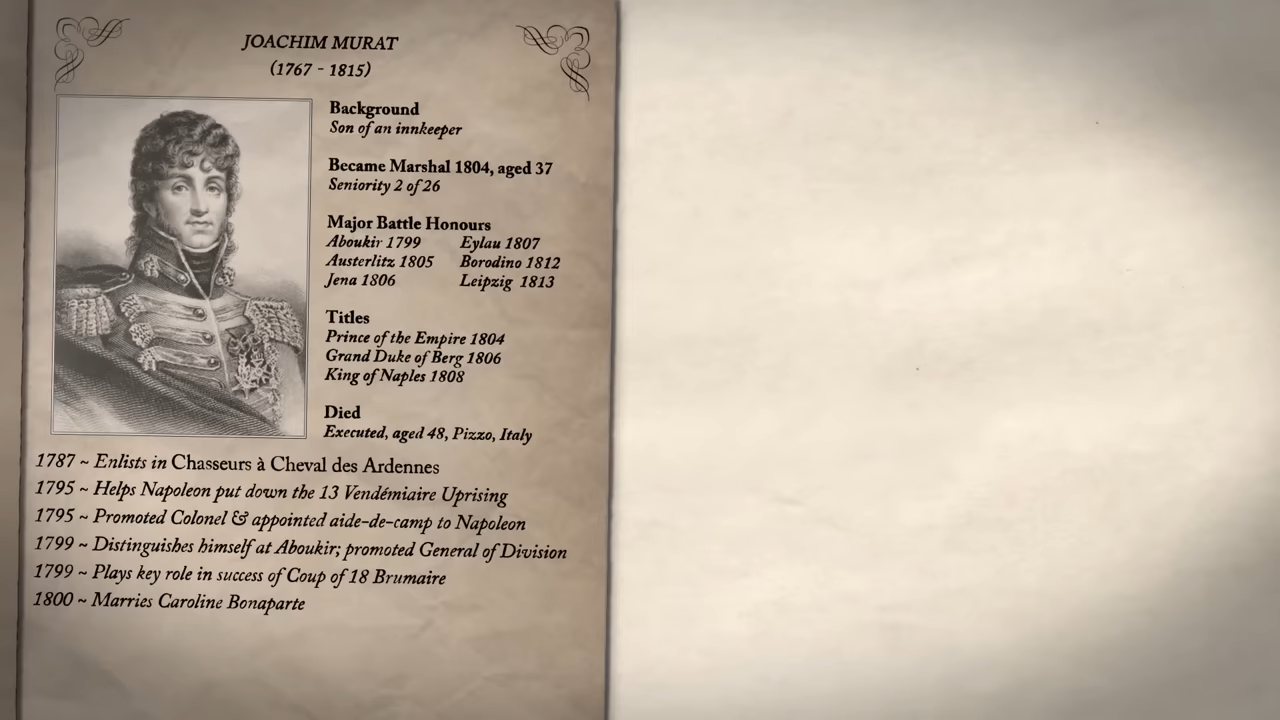 JOACHIM MURAT
(1767 - 1815)
Background
Son of an innkeeper
Became Marshal 1804, aged 37
Seniority 2 of 26
Major Battle Honours
Aboukir 1799 Eylau 1807
Austerlitz 1805 Borodino 1812
Jena 1806 Leipzig 1813
Titles
Prince of the Empire 1804
Grand Duke of Berg 1806
King of Naples 1808
Died
Executed, aged 48, Pizzo, Italy
1787 ~ Enlists in Chasseurs à Cheval des Ardennes
1795 ~ Helps Napoleon put down the 13 Vendémiaire Uprising
1795 ~ Promoted Colonel & appointed aide-de-camp to Napoleon
1799 ~ Distinguishes himself at Aboukir; promoted General of Division
1799 ~ Plays key role in success of Coup of 18 Brumaire
1800 ~ Marries Caroline Bonaparte